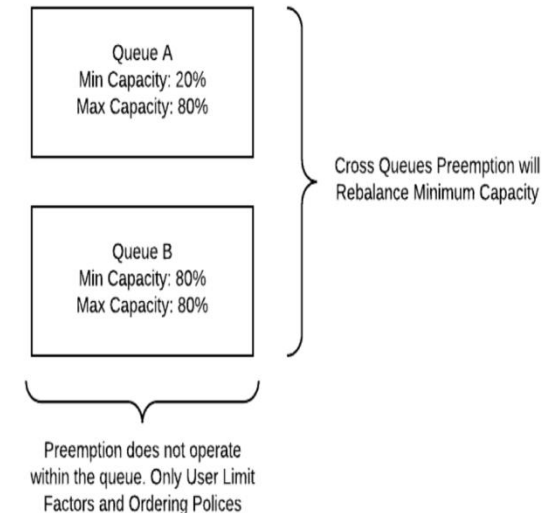 Queue A
Min Capacity: 20%
Max Capacity: 80%
Cross Queues Preemption will
Rebalance Minimum Capacity
Queue B
Min Capacity: 80%
Max Capacity: 80%
Preemption does not operate
within the queue. Only User Limit
Factors and Ordering Polices